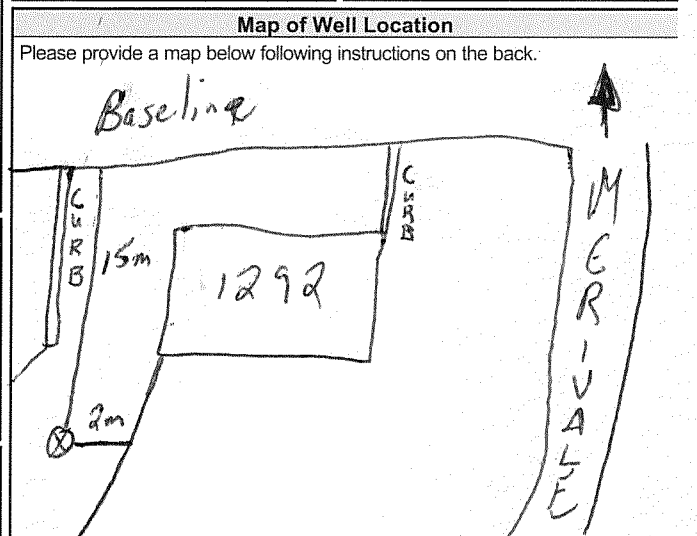 Map of Well Location
Please provide a map below following instructions on the back.
Baseline
CURB
15m
1292
CURB
MERIVALE
2m
X